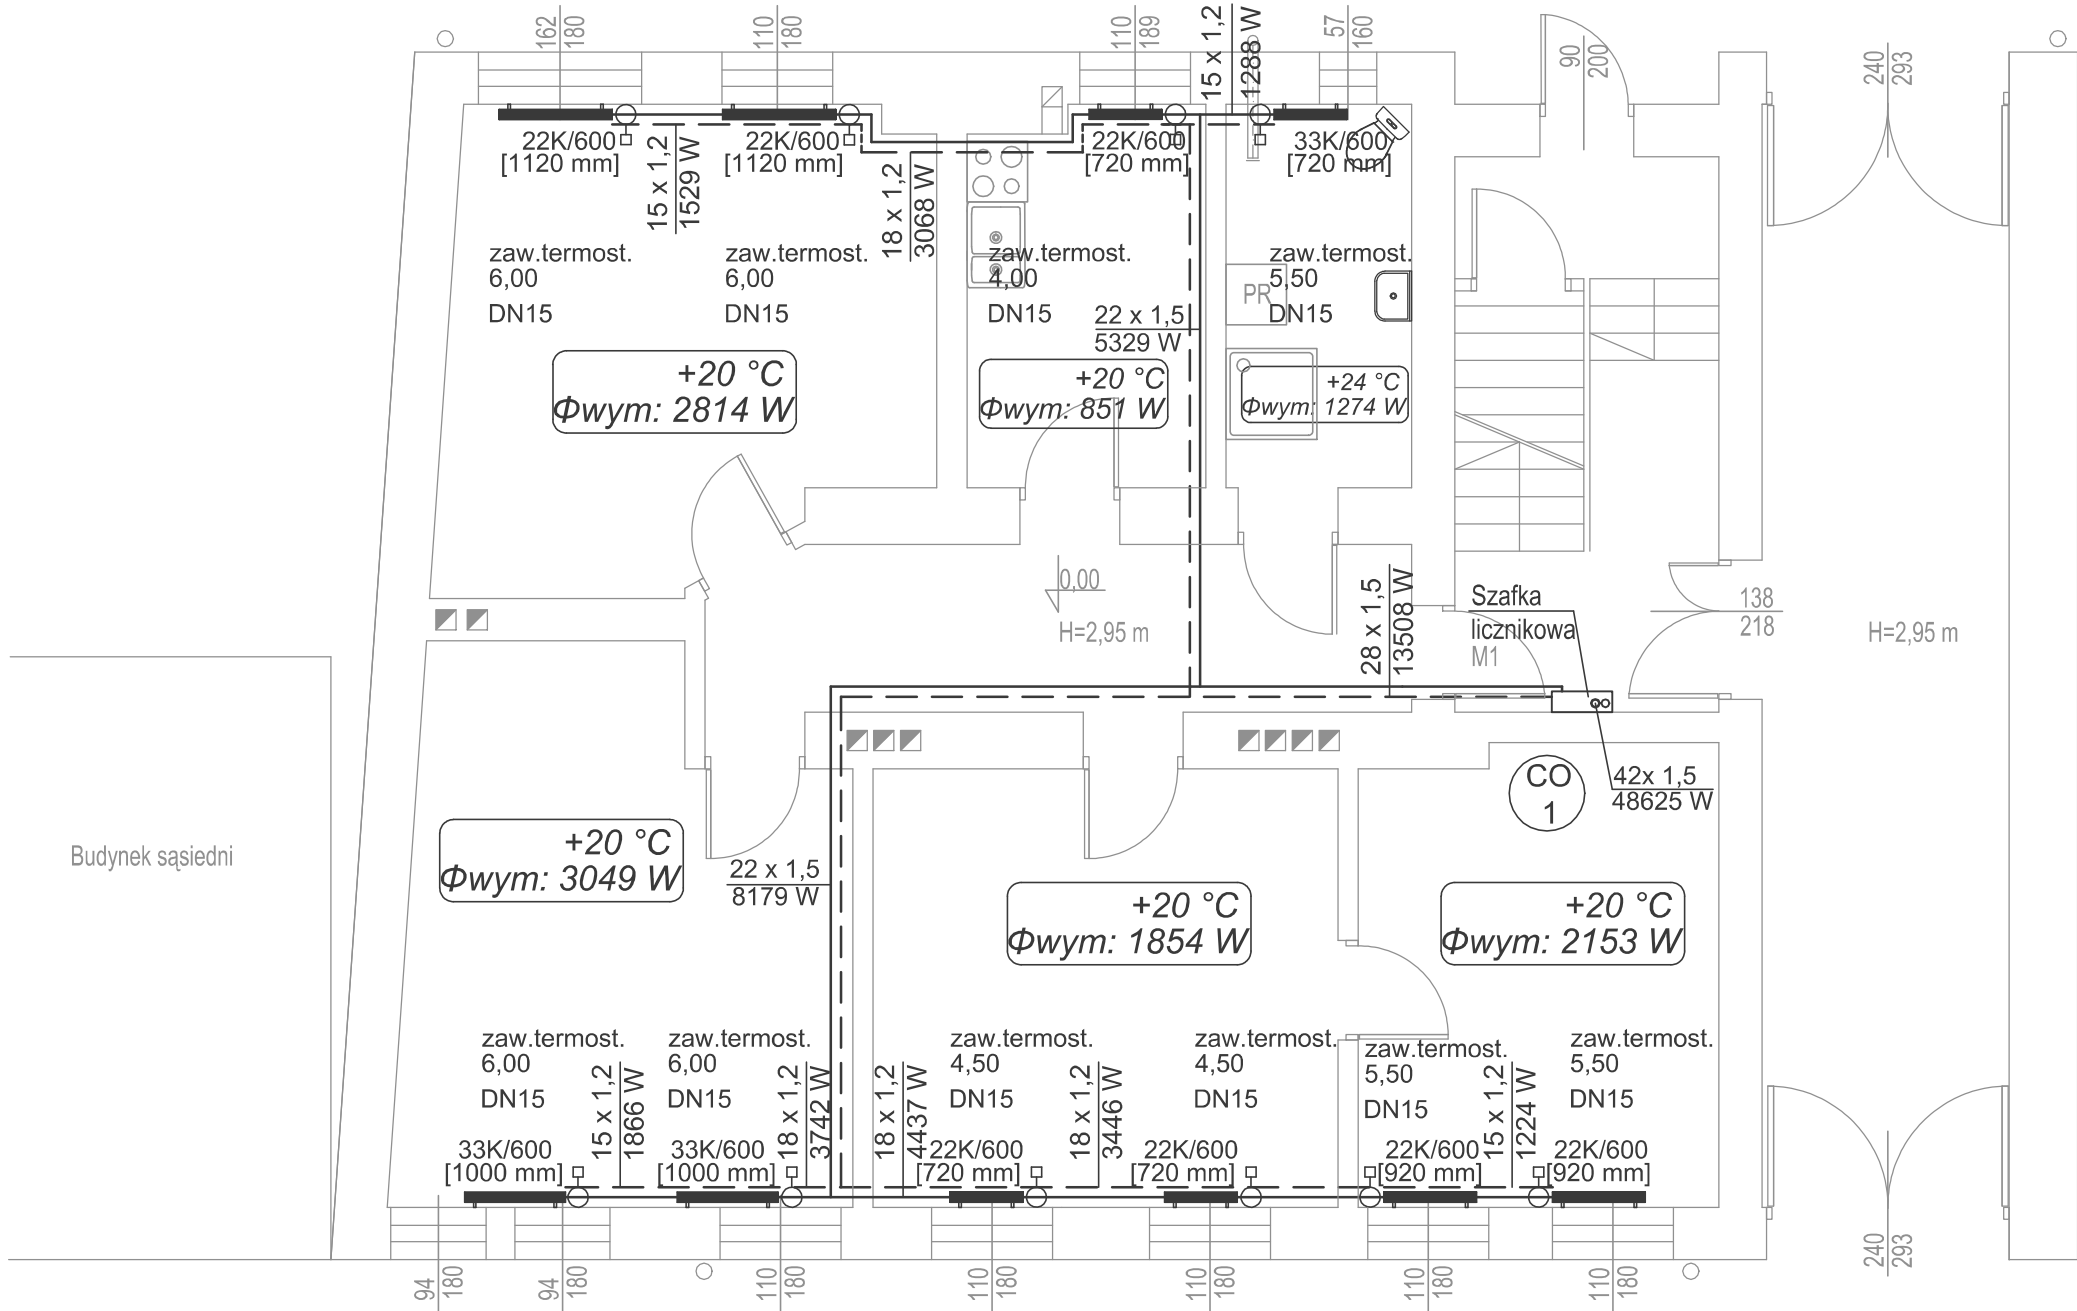 162
180
110
180
110
189
15 x 1,2
1288 W
57
160
90
200
240
293
22K/600
[1120 mm]
15 x 1,2
1529 W
22K/600
[1120 mm]
18 x 1,2
3068 W
22K/600
[720 mm]
33K/600
[720 mm]
zaw.termost.
6,00
DN15
zaw.termost.
6,00
DN15
zaw.termost.
4,00
DN15
zaw.termost.
5,50
DN15
PR
22 x 1,5
5329 W
+20 °C
Φwym: 2814 W
+20 °C
Φwym: 851 W
+24 °C
Φwym: 1274 W
0,00
H=2,95 m
28 x 1,5
13508 W
Szafka
licznikowa
M1
138
218
H=2,95 m
CO
1
42x 1,5
48625 W
Budynek sąsiedni
+20 °C
Φwym: 3049 W
22 x 1,5
8179 W
+20 °C
Φwym: 1854 W
+20 °C
Φwym: 2153 W
zaw.termost.
6,00
DN15
zaw.termost.
6,00
DN15
zaw.termost.
4,50
DN15
zaw.termost.
4,50
DN15
zaw.termost.
5,50
DN15
zaw.termost.
5,50
DN15
33K/600
[1000 mm]
15 x 1,2
1866 W
33K/600
[1000 mm]
18 x 1,2
3742 W
18 x 1,2
4437 W
22K/600
[720 mm]
18 x 1,2
3446 W
22K/600
[720 mm]
22K/600
[920 mm]
15 x 1,2
1224 W
22K/600
[920 mm]
94
180
94
180
110
180
110
180
110
180
110
180
110
180
240
293